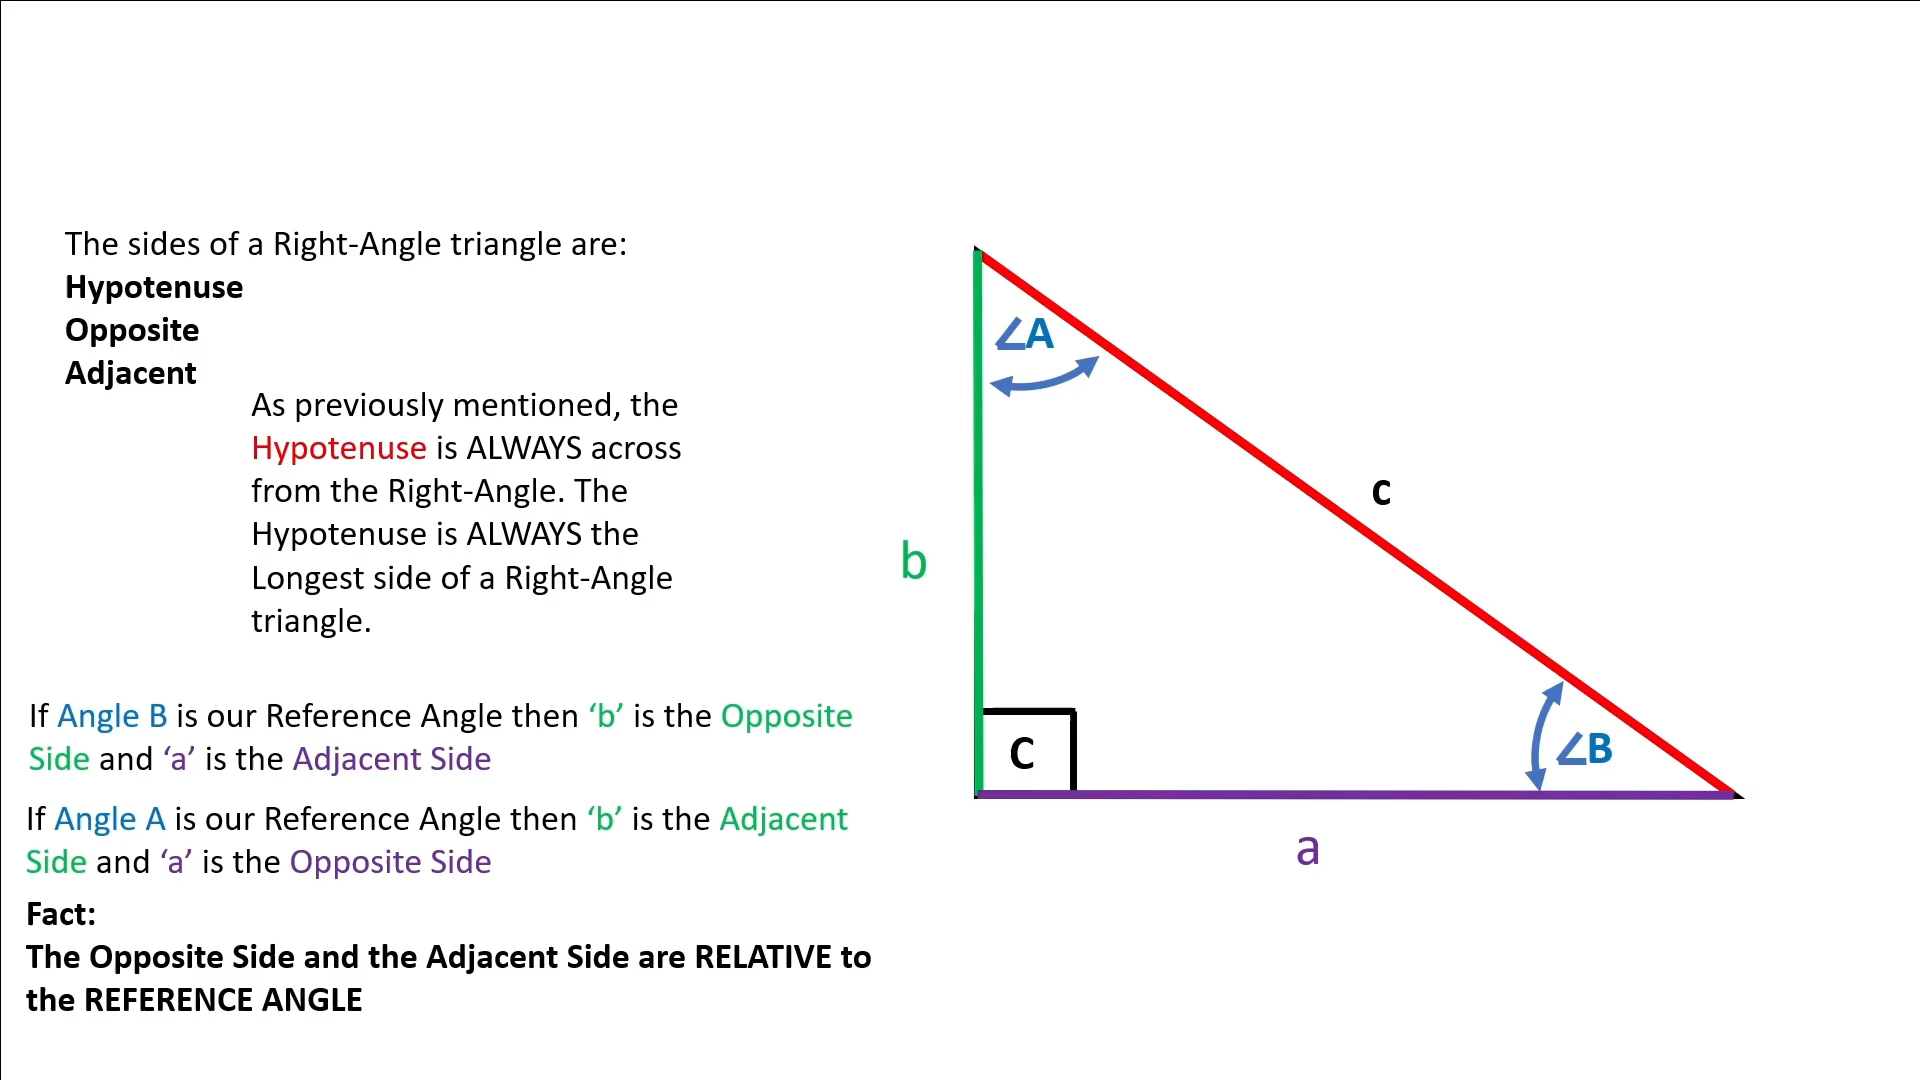 The sides of a Right-Angle triangle are:
Hypotenuse
Opposite
Adjacent
As previously mentioned, the
Hypotenuse is ALWAYS across
from the Right-Angle. The
Hypotenuse is ALWAYS the
Longest side of a Right-Angle
triangle.
If Angle B is our Reference Angle then ‘b’ is the Opposite
Side and ‘a’ is the Adjacent Side
If Angle A is our Reference Angle then ‘b’ is the Adjacent
Side and ‘a’ is the Opposite Side
Fact:
The Opposite Side and the Adjacent Side are RELATIVE to
the REFERENCE ANGLE
∠A
c
b
C
∠B
a